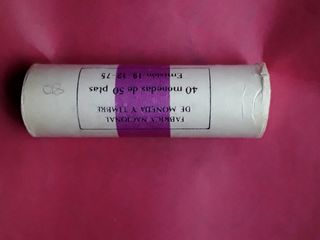 FABRICA NACIONAL
DE MONEDA Y TIMBRE
40 monedas de 50 ptas
Emisión 19-12-75